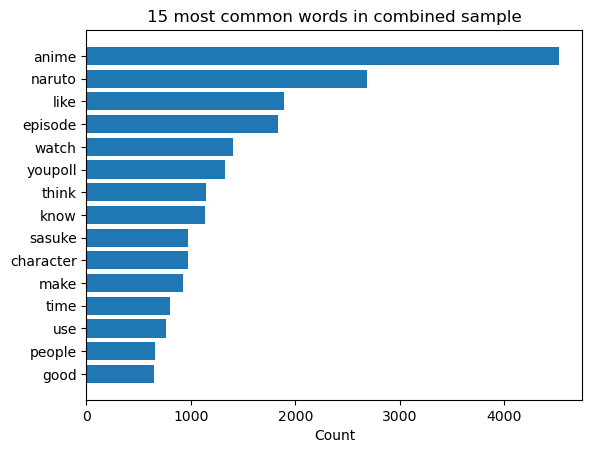 15 most common words in combined sample
anime
naruto
like
episode
watch
youpoll
think
know
sasuke
character
make
time
use
people
good
0 1000 2000 3000 4000
Count